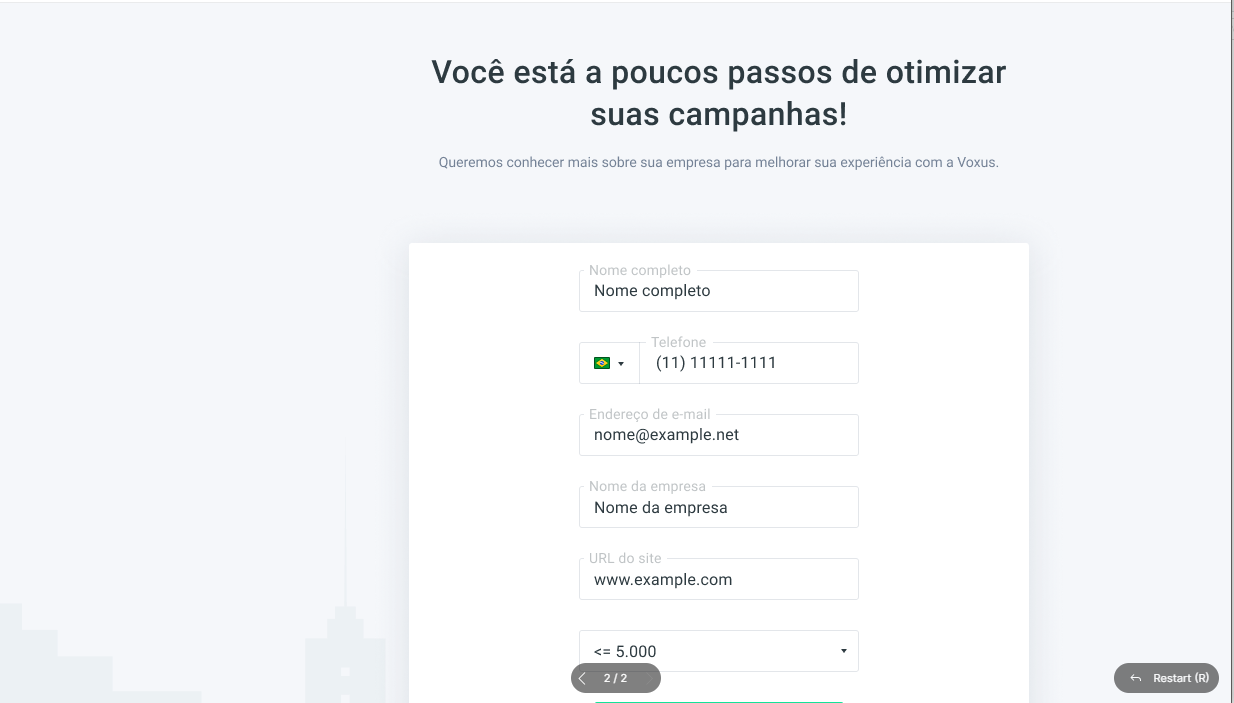 Você está a poucos passos de otimizar
suas campanhas!
Queremos conhecer mais sobre sua empresa para melhorar sua experiência com a Voxus.
Nome completo
Nome completo
Telefone
(11) 11111-1111
Endereço de e-mail
nome@example.net
Nome da empresa
Nome da empresa
URL do site
www.example.com
<= 5.000
2 / 2
Restart (R)